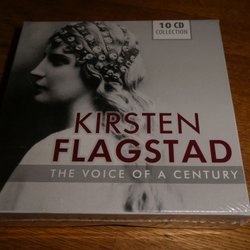 10 CD
COLLECTION
KIRSTEN
FLAGSTAD
THE VOICE OF A CENTURY